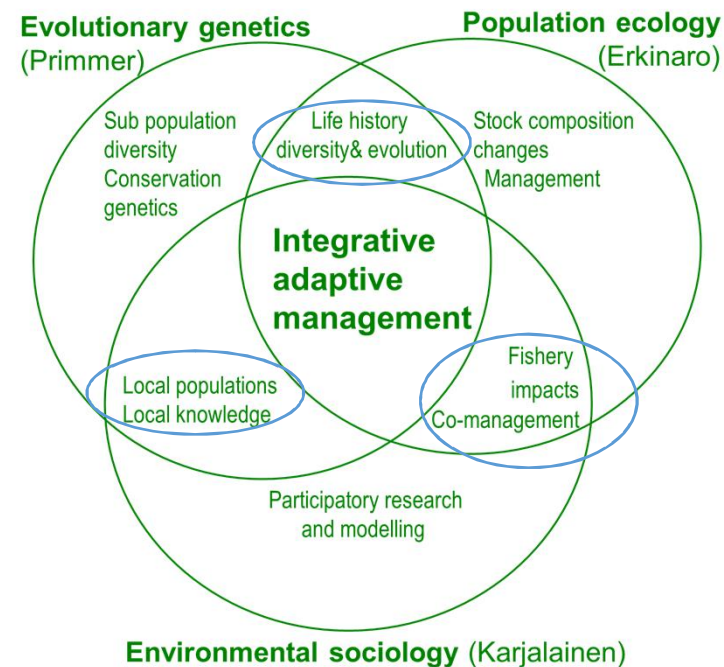 Evolutionary genetics
(Primmer)
Population ecology
(Erkinaro)
Sub population
diversity
Conservation
genetics
Life history
diversity& evolution
Stock composition
changes
Management
Integrative
adaptive
management
Local populations
Local knowledge
Fishery
impacts
Co-management
Participatory research
and modelling
Environmental sociology (Karjalainen)